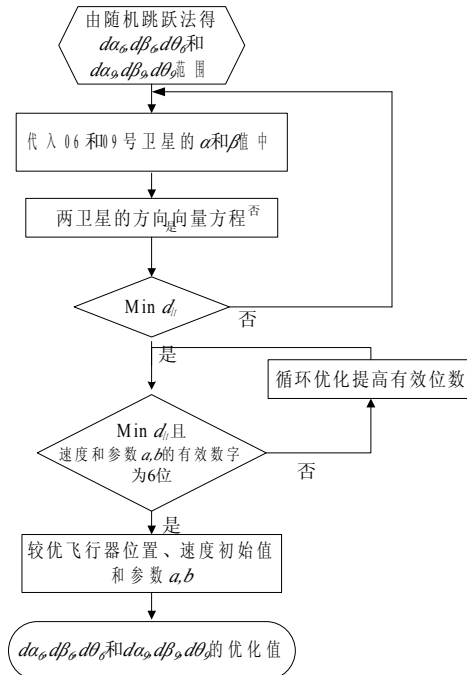 由随机跳跃法得
dα₆,dβ₆,dθ₆和
dα₉,dβ₉,dθ₉范围
代入06和09号卫星的α和β值中
两卫星的方向向量方程
否
是
Min d_lt
否
是
循环优化提高有效位数
Min d_lt且
速度和参数a,b的有效数字
为6位
否
是
较优飞行器位置、速度初始值
和参数a,b
dα₆,dβ₆,dθ₆和dα₉,dβ₉,dθ₉的优化值